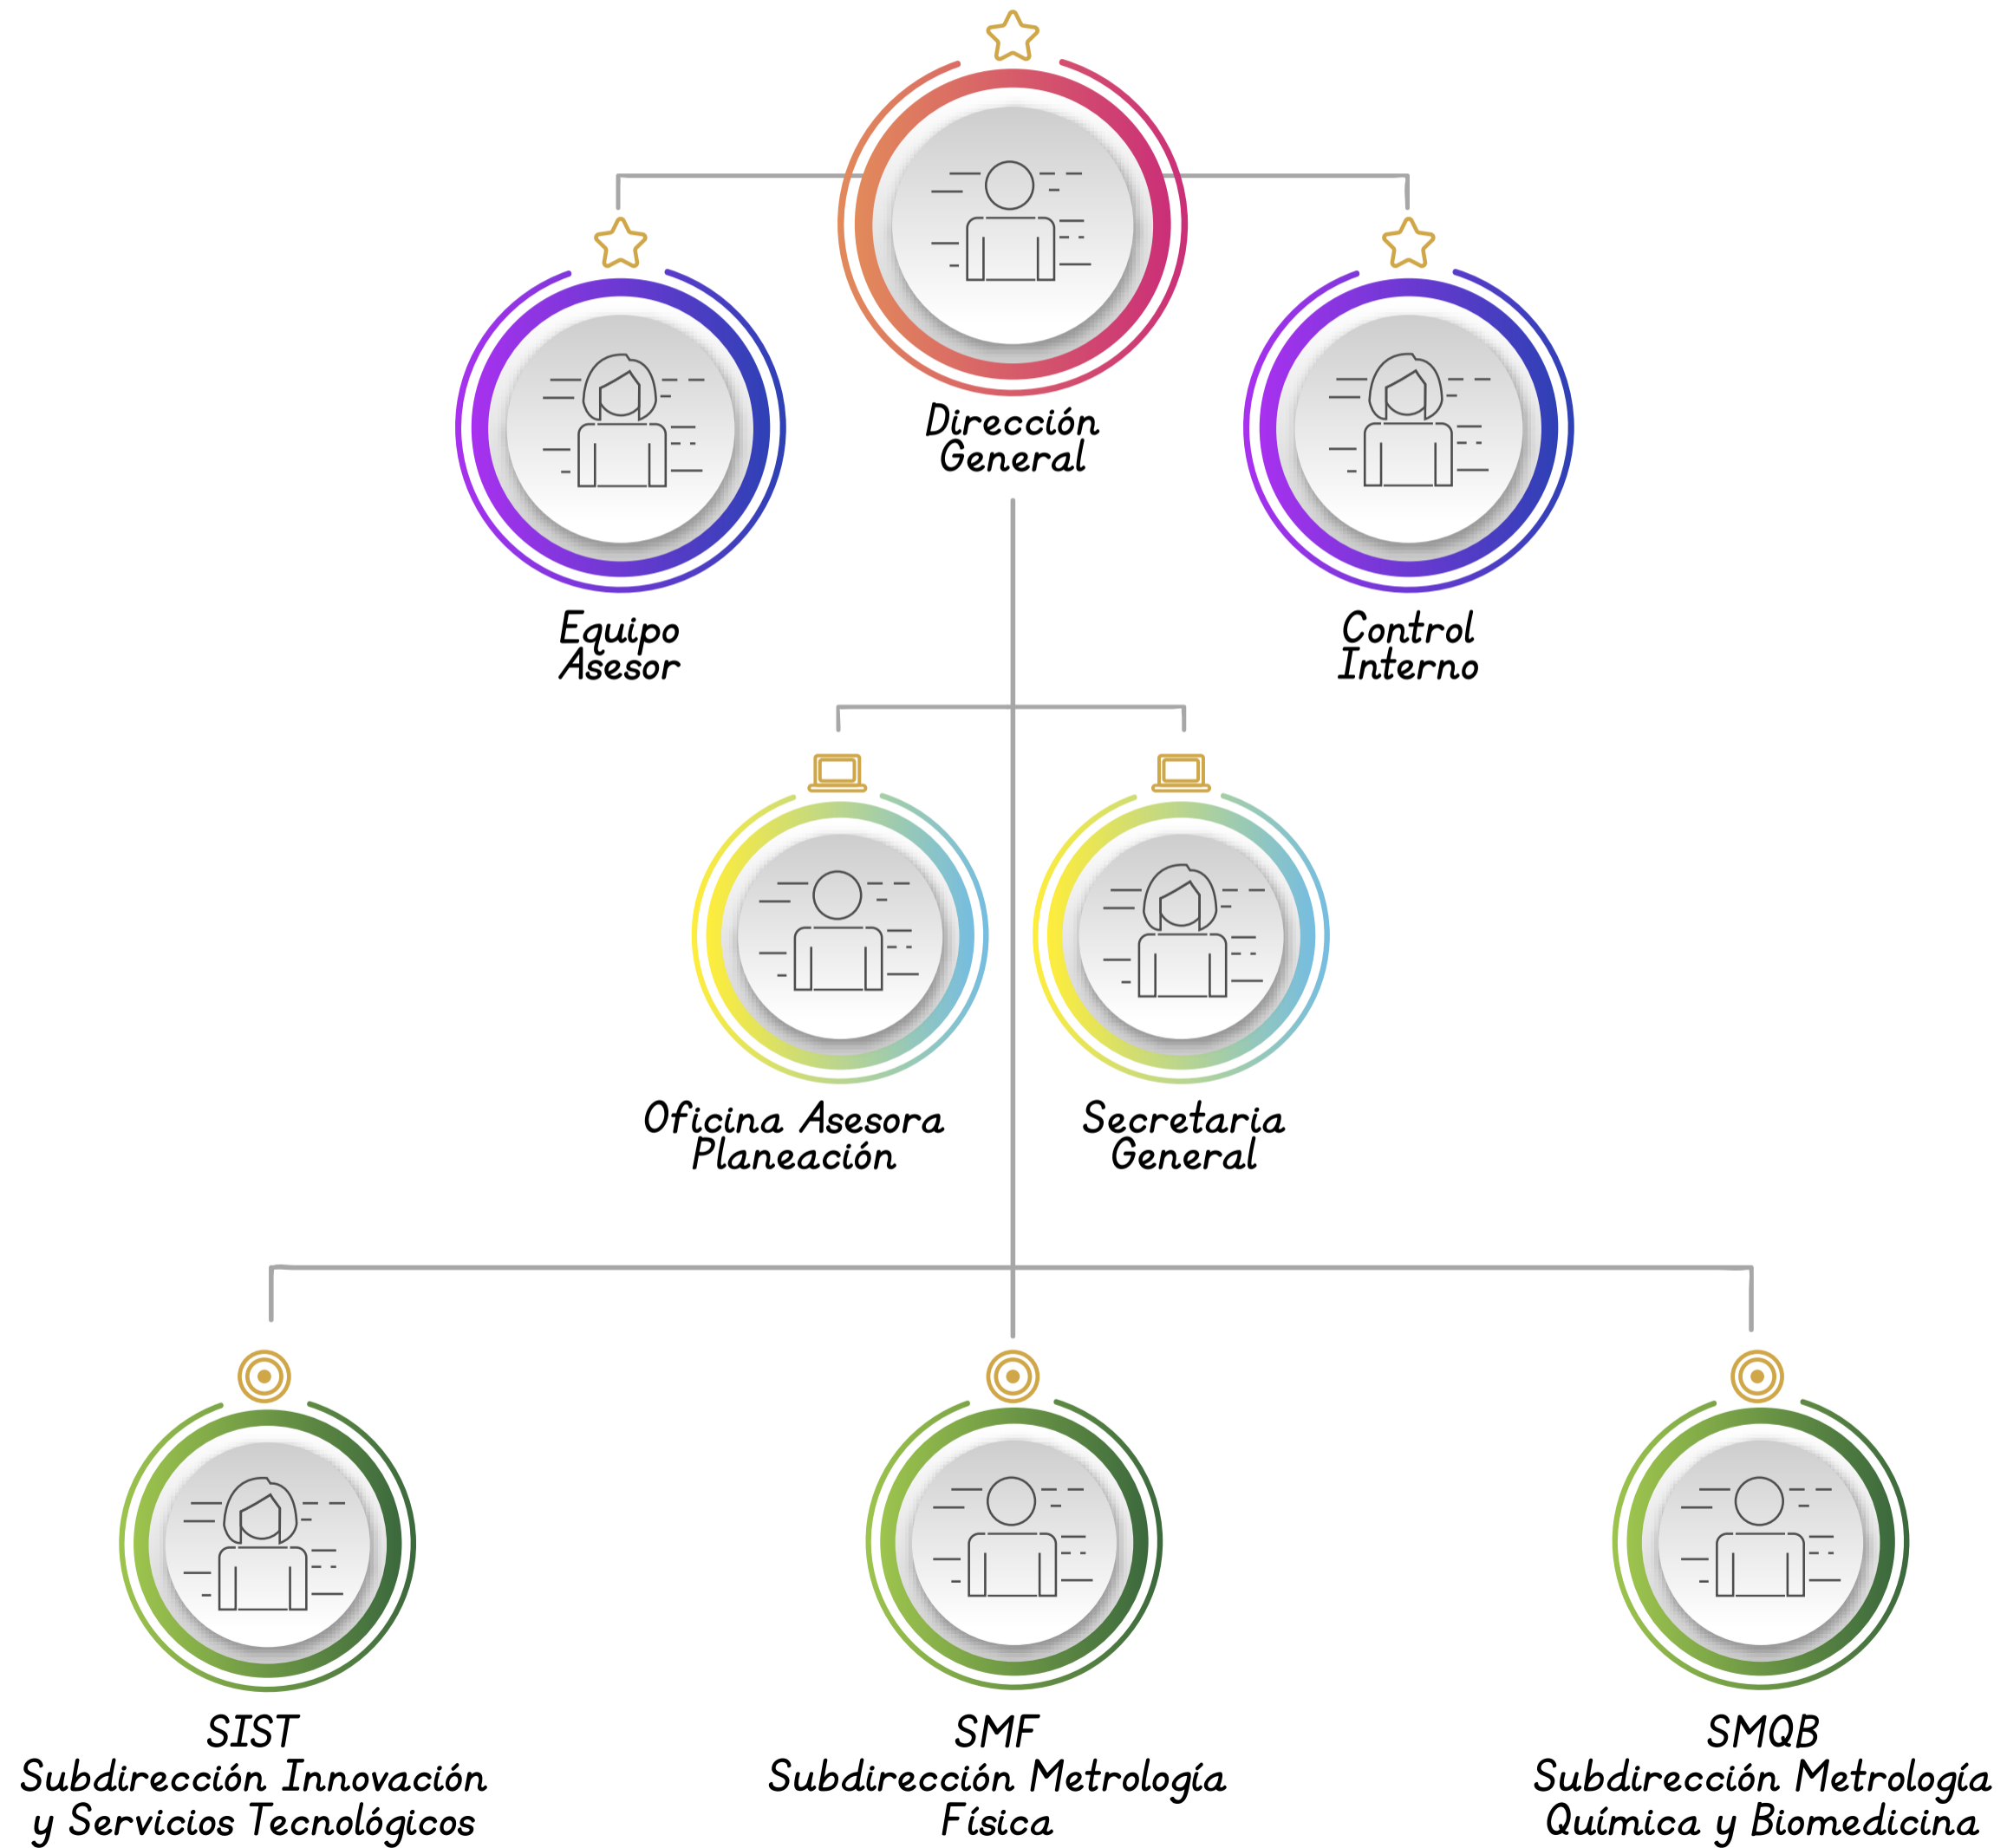 Dirección
General
Equipo
Asesor
Control
Interno
Oficina Asesora
Planeación
Secretaria
General
SIST
Subdirección Innovación
y Servicios Tecnológicos
SMF
Subdirección Metrología
Física
SMQB
Subdirección Metrología
Química y Biomedicina